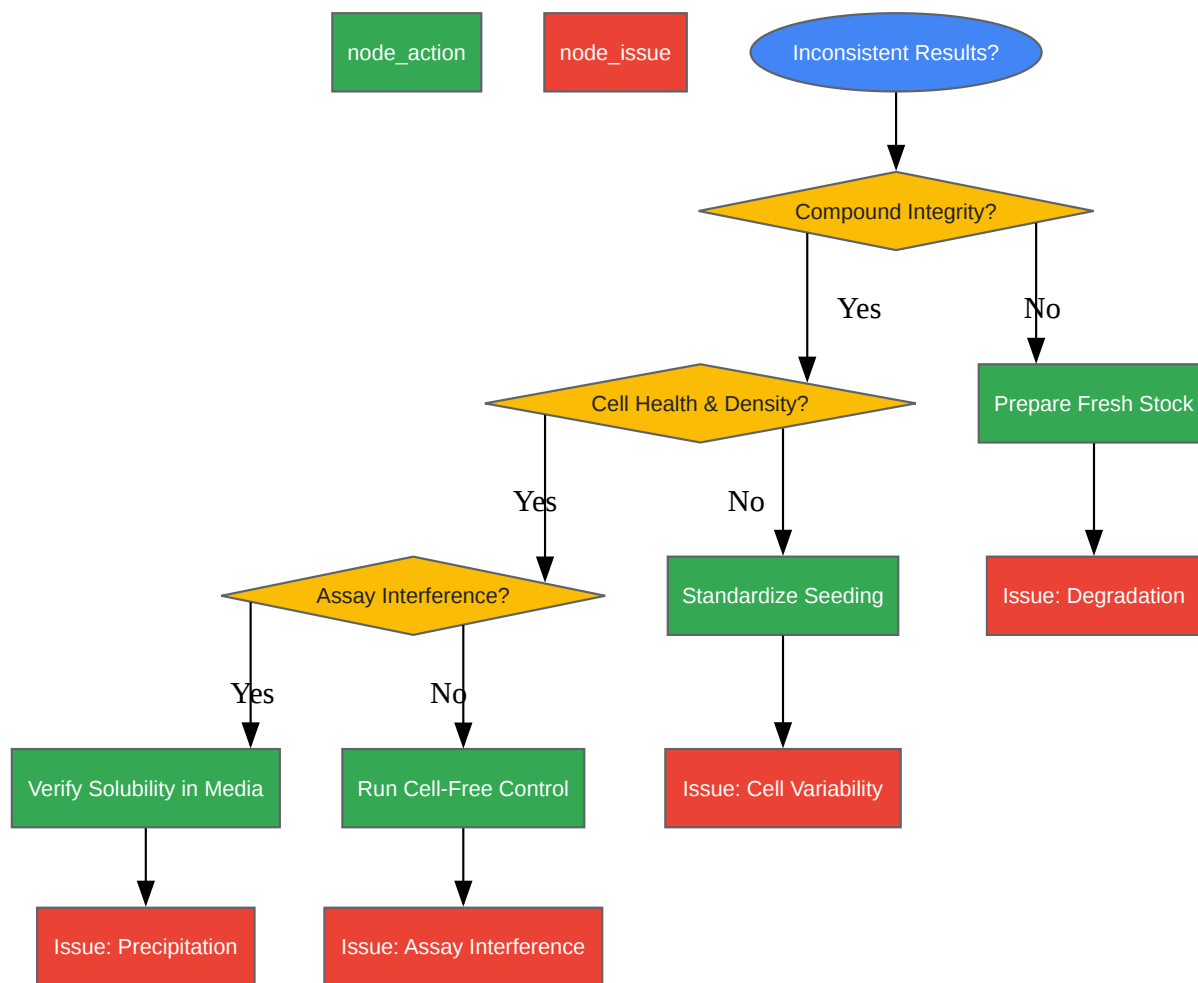 node_action
node_issue
Inconsistent Results?
Compound Integrity?
Yes
No
Cell Health & Density?
Prepare Fresh Stock
Yes
No
Assay Interference?
Standardize Seeding
Issue: Degradation
Yes
No
Verify Solubility in Media
Run Cell-Free Control
Issue: Cell Variability
Issue: Precipitation
Issue: Assay Interference